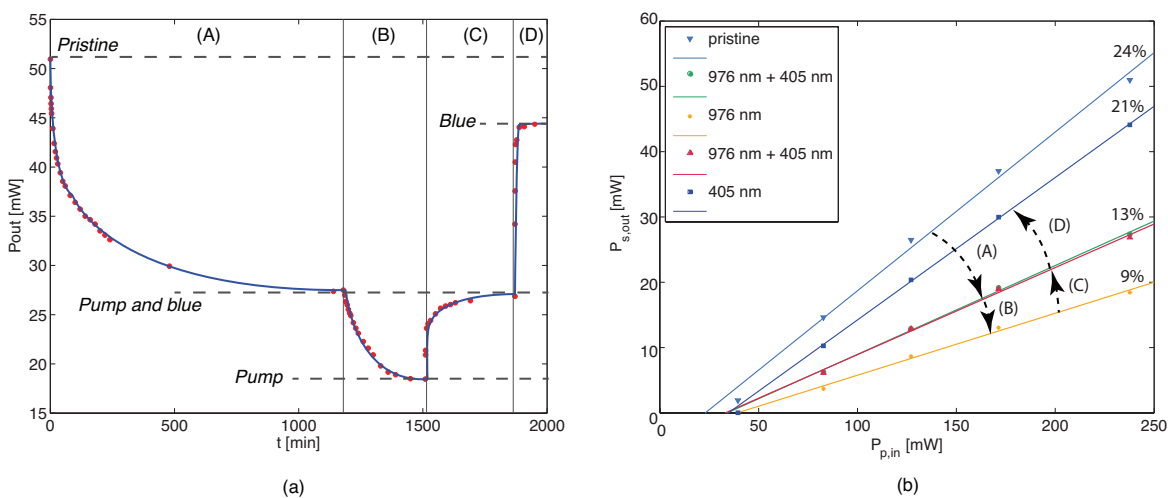 (A) (B) (C) (D)
55
50
45
40
35
30
25
20
15
Pout [mW]
Pristine
Blue
Pump and blue
Pump
0 500 1000 1500 2000
t [min]
(a)
60
50
40
30
20
10
0
P_s,out [mW]
pristine
976 nm + 405 nm
976 nm
976 nm + 405 nm
405 nm
24%
21%
13%
9%
(A)
(B)
(C)
(D)
0 50 100 150 200 250
P_p,in [mW]
(b)